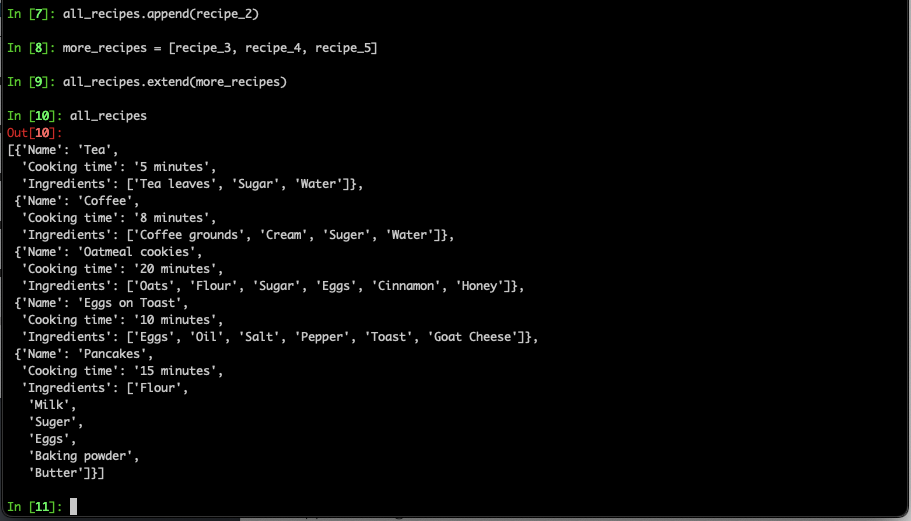 In [7]: all_recipes.append(recipe_2)
In [8]: more_recipes = [recipe_3, recipe_4, recipe_5]
In [9]: all_recipes.extend(more_recipes)
In [10]: all_recipes
Out[10]:
[{'Name': 'Tea',
  'Cooking time': '5 minutes',
  'Ingredients': ['Tea leaves', 'Sugar', 'Water']},
 {'Name': 'Coffee',
  'Cooking time': '8 minutes',
  'Ingredients': ['Coffee grounds', 'Cream', 'Suger', 'Water']},
 {'Name': 'Oatmeal cookies',
  'Cooking time': '20 minutes',
  'Ingredients': ['Oats', 'Flour', 'Sugar', 'Eggs', 'Cinnamon', 'Honey']},
 {'Name': 'Eggs on Toast',
  'Cooking time': '10 minutes',
  'Ingredients': ['Eggs', 'Oil', 'Salt', 'Pepper', 'Toast', 'Goat Cheese']},
 {'Name': 'Pancakes',
  'Cooking time': '15 minutes',
  'Ingredients': ['Flour',
   'Milk',
   'Suger',
   'Eggs',
   'Baking powder',
   'Butter']}]
In [11]: